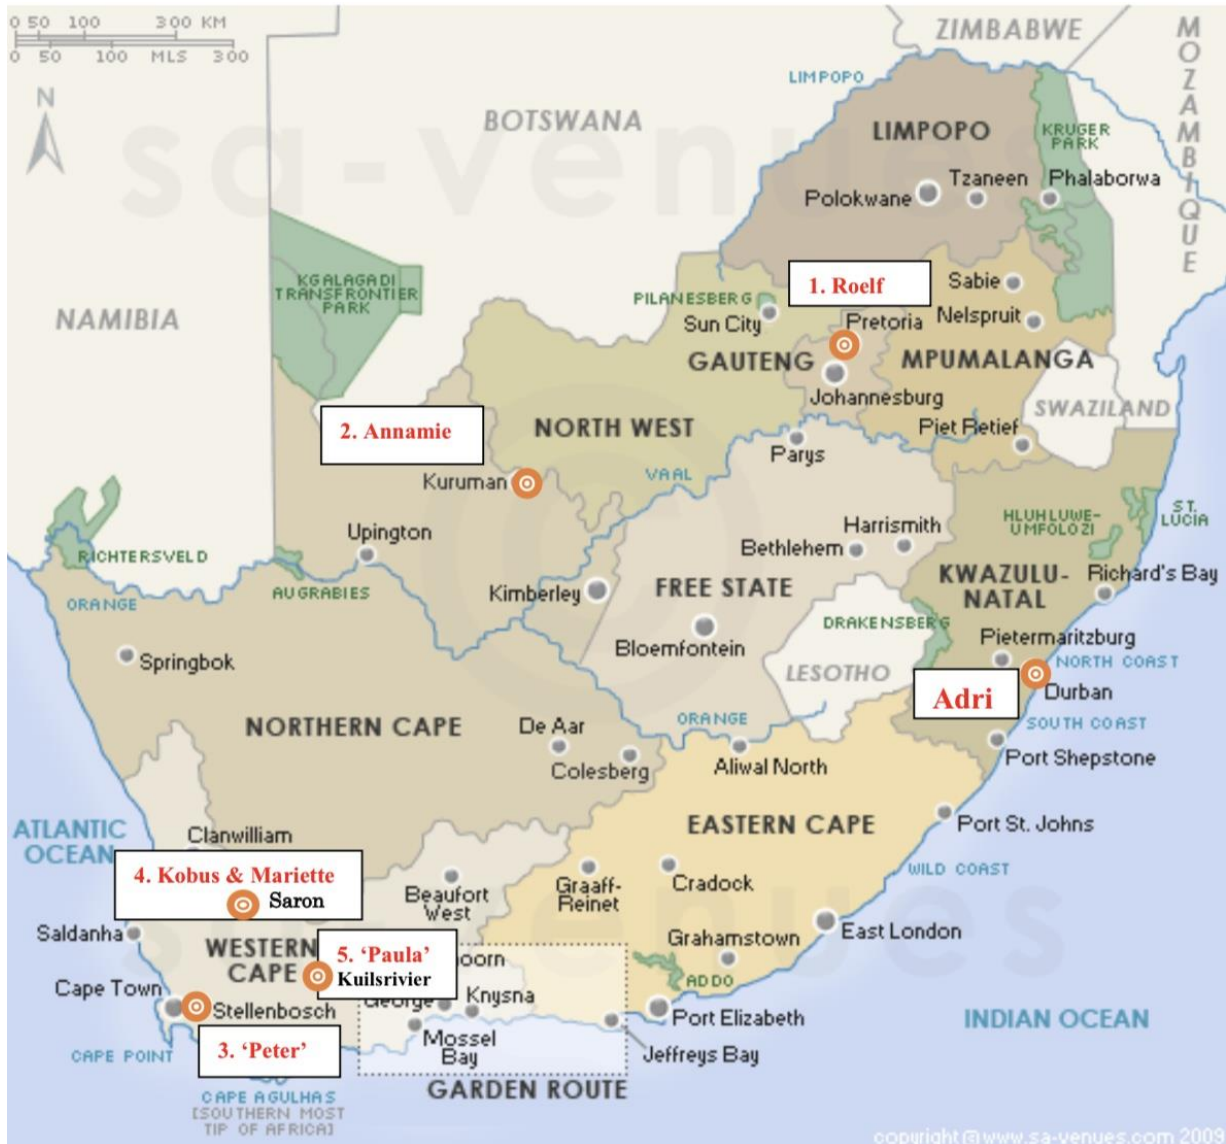 0 50 100 300 KM
0 50 100 MLS 300
N
ZIMBABWE
MOZAMBIQUE
LIMPOPO
BOTSWANA
LIMPOPO
KRUGER
PARK
sa-venues
Tzaneen
Phalaborwa
Polokwane
KGALAGADI
TRANSFRONTIER
PARK
1. Roelf
Sabie
PILANESBERG
NAMIBIA
Sun City
Pretoria
Nelspruit
GAUTENG
MPUMALANGA
Johannesburg
SWAZILAND
2. Annamie
NORTH WEST
Piet Retief
Parys
VAAL
Kuruman
ST.
LUCIA
HLUHLUWE-
UMFOLOZI
Harrismith
Upington
Bethlehem
RICHTERSVELD
KWAZULU-
NATAL
Richard's Bay
AUGRABIES
Kimberley
FREE STATE
ORANGE
DRAKENSBERG
Pietermaritzburg
Bloemfontein
Springbok
LESOTHO
NORTH COAST
Adri
Durban
NORTHERN CAPE
De Aar
ORANGE
SOUTH COAST
Colesberg
Aliwal North
Port Shepstone
ATLANTIC
OCEAN
Clanwilliam
EASTERN CAPE
Port St. Johns
4. Kobus & Mariette
Saron
WILD COAST
Beaufort
West
Graaff-
Reinet
Cradock
sa-venues
Saldanha
East London
WESTERN
CAPE
5. ‘Paula’
Kuilsrivier
oorn
Grahamstown
ADDO
Cape Town
George
Knysna
Stellenbosch
Port Elizabeth
INDIAN OCEAN
3. ‘Peter’
Mossel
Bay
Jeffreys Bay
CAPE POINT
GARDEN ROUTE
CAPE AGULHAS
[SOUTHERN MOST
TIP OF AFRICA]
copyright@www.sa-venues.com 2009